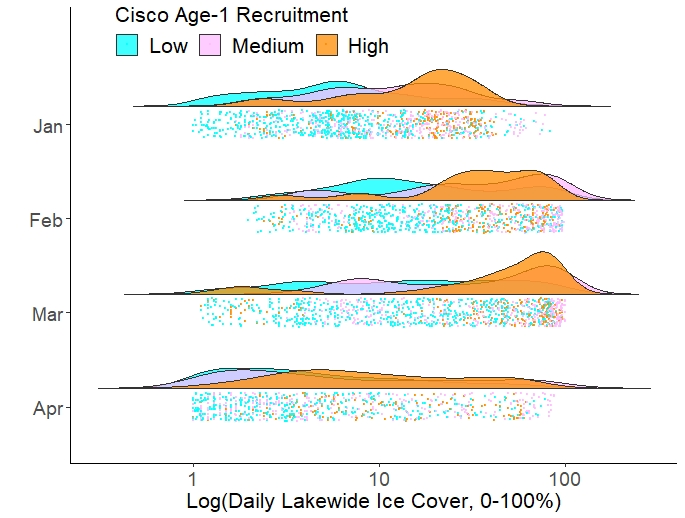 Cisco Age-1 Recruitment
Low Medium High
Jan
Feb
Mar
Apr
1 10 100
Log(Daily Lakewide Ice Cover, 0-100%)